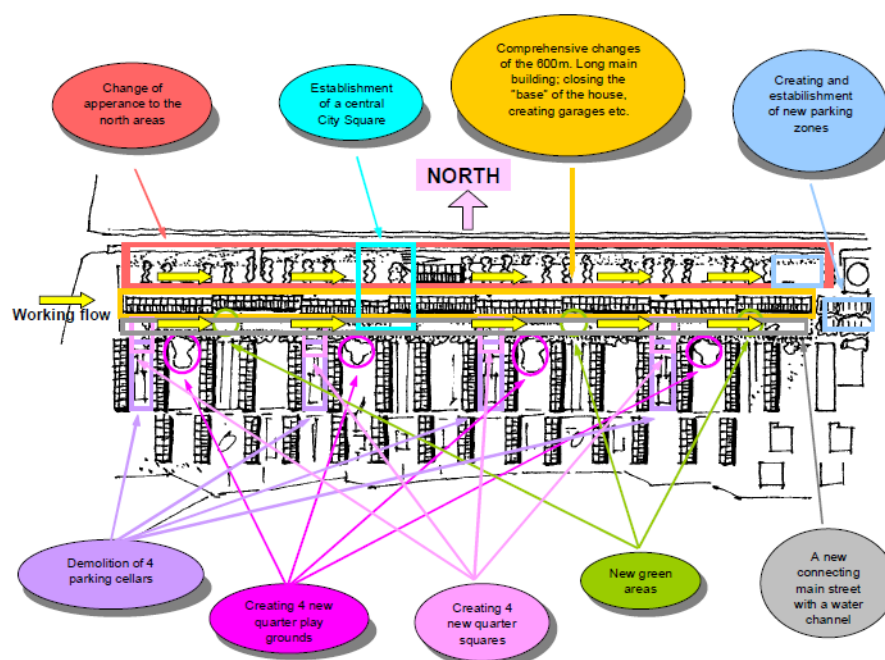 Change of
apperance to the
north areas
Establishment
of a central
City Square
Comprehensive changes
of the 600m. Long main
building; closing the
"base" of the house,
creating garages etc.
Creating and
estabilishment
of new parking
zones
NORTH
Working flow
Demolition of 4
parking cellars
Creating 4 new
quarter play
grounds
Creating 4
new quarter
squares
New green
areas
A new
connecting
main street
with a water
channel